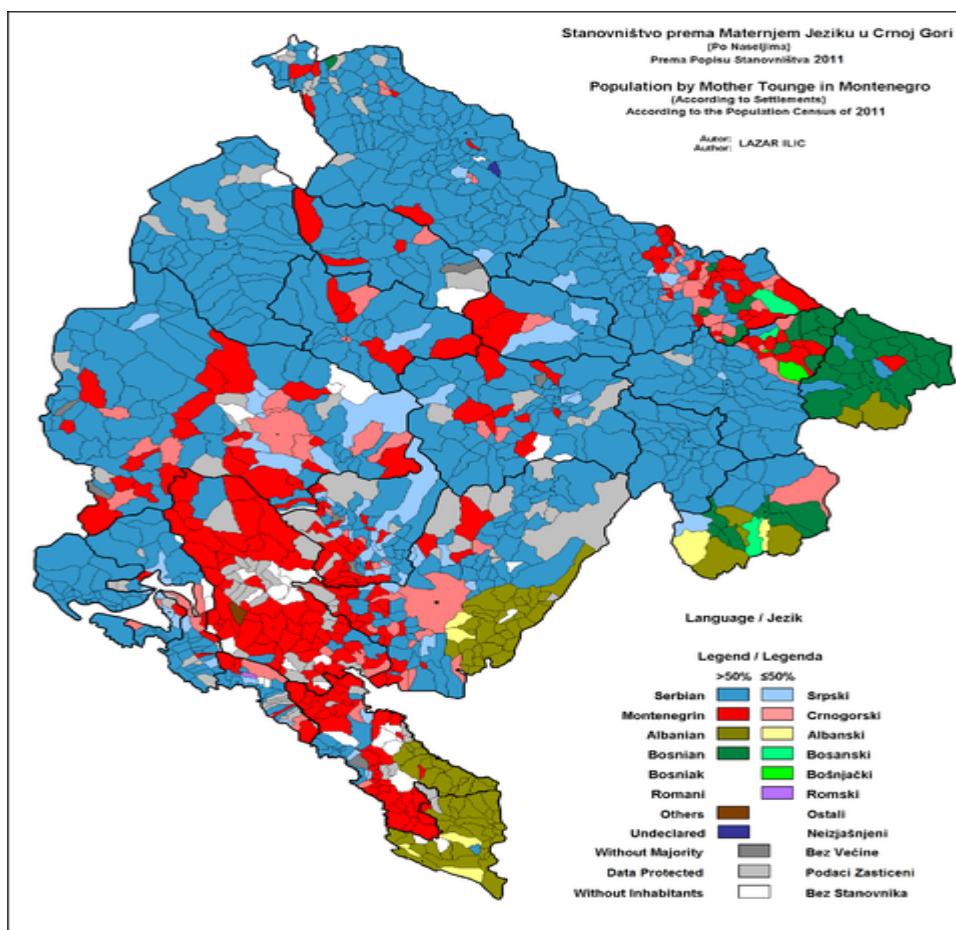 Stanovništvo prema Maternjem Jeziku u Crnoj Gori
(Po Naseljima)
Prema Popisu Stanovništva 2011
Population by Mother Tounge in Montenegro
(According to Settlements)
According to the Population Census of 2011
Autor:
Author: LAZAR ILIC
Language / Jezik
Legend / Legenda
>50% ≤50%
Serbian Srpski
Montenegrin Crnogorski
Albanian Albanski
Bosnian Bosanski
Bosniak Bošnjački
Romani Romski
Others Ostali
Undeclared Neizjašnjeni
Without Majority Bez Večine
Data Protected Podaci Zasticeni
Without Inhabitants Bez Stanovnika